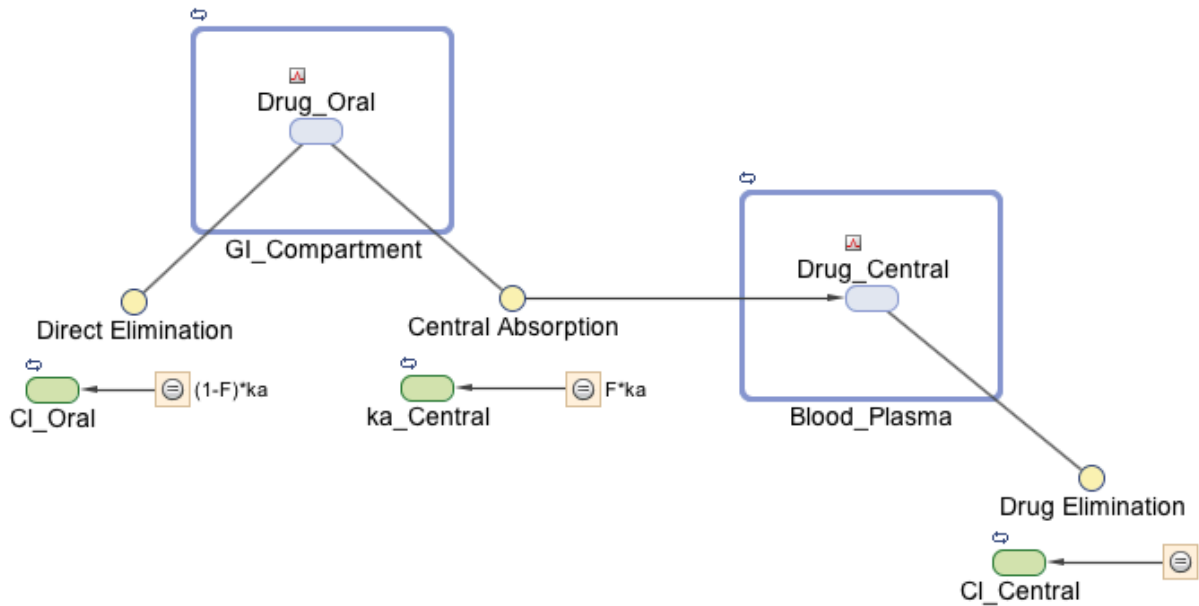 Drug_Oral
GI_Compartment
Drug_Central
Direct Elimination
Central Absorption
(1-F)*ka
F*ka
Cl_Oral
ka_Central
Blood_Plasma
Drug Elimination
Cl_Central